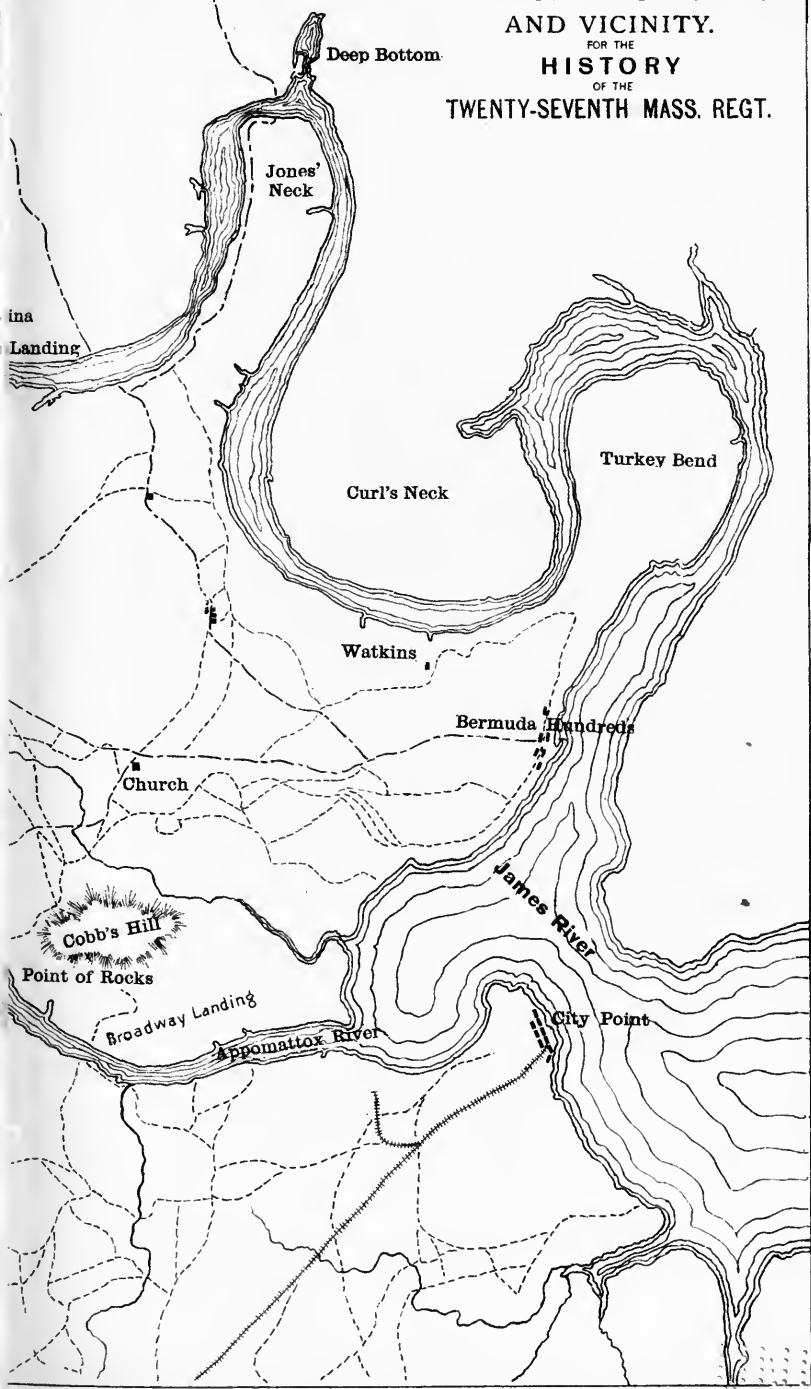 AND VICINITY.
FOR THE
HISTORY
OF THE
TWENTY-SEVENTH MASS. REGT.
Deep Bottom
Jones'
Neck
ina
Landing
Turkey Bend
Curl's Neck
Watkins
Bermuda Hundreds
Church
James River
Cobb's Hill
Point of Rocks
Broadway Landing
City Point
Appomattox River